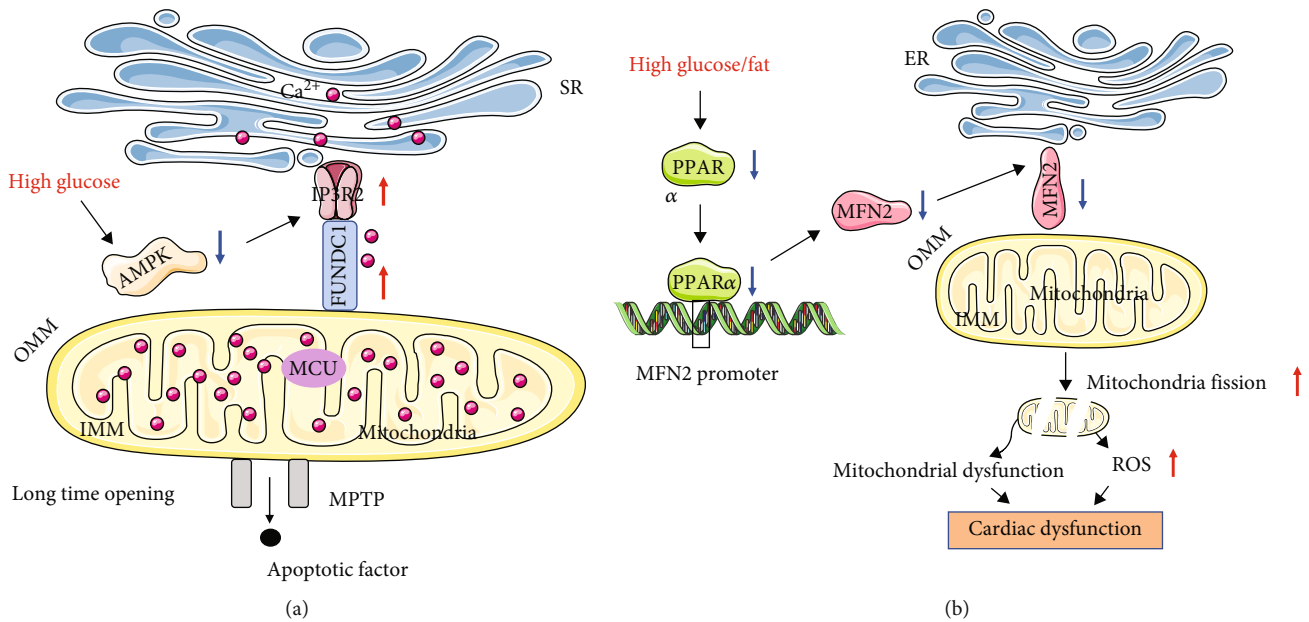 Ca2+
SR
High glucose
IP3R2
AMPK
FUNDC1
OMM
MCU
IMM
Mitochondria
Long time opening
MPTP
Apoptotic factor
(a)
ER
High glucose/fat
PPAR
α
MFN2
MFN2
OMM
PPARα
Mitochondria
IMM
MFN2 promoter
Mitochondria fission
Mitochondrial dysfunction
ROS
Cardiac dysfunction
(b)